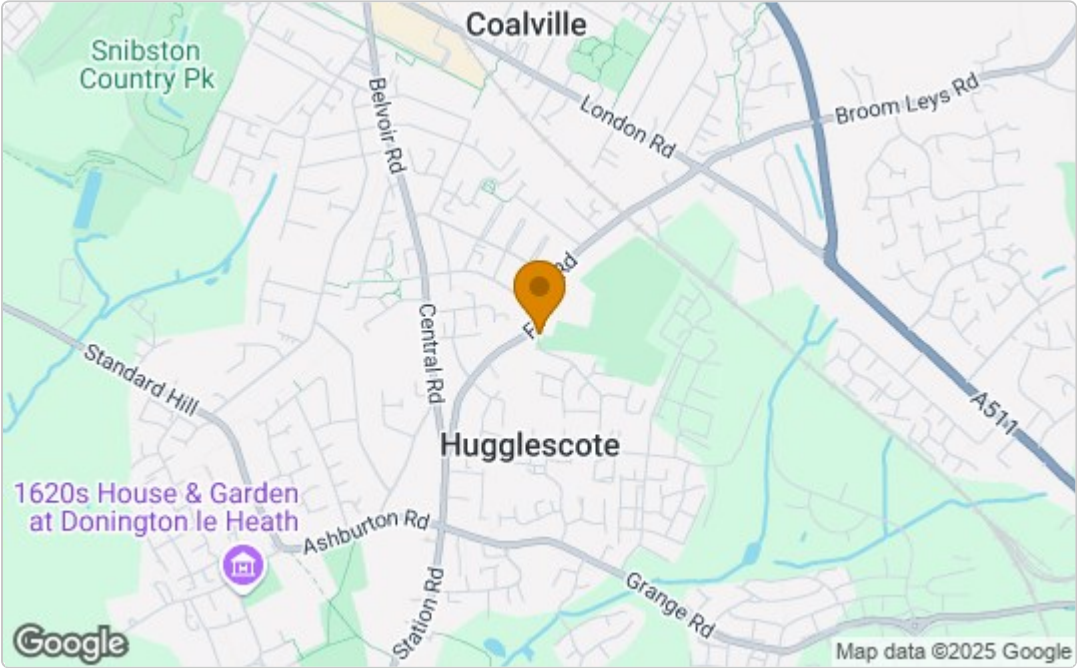 Coalville
Snibston
Country Pk
Belvoir Rd
London Rd
Broom Leys Rd
Rd
F
Central Rd
Standard Hill
A511
Hugglescote
1620s House & Garden
at Donington le Heath
Ashburton Rd
Station Rd
Grange Rd
Google
Map data ©2025 Google